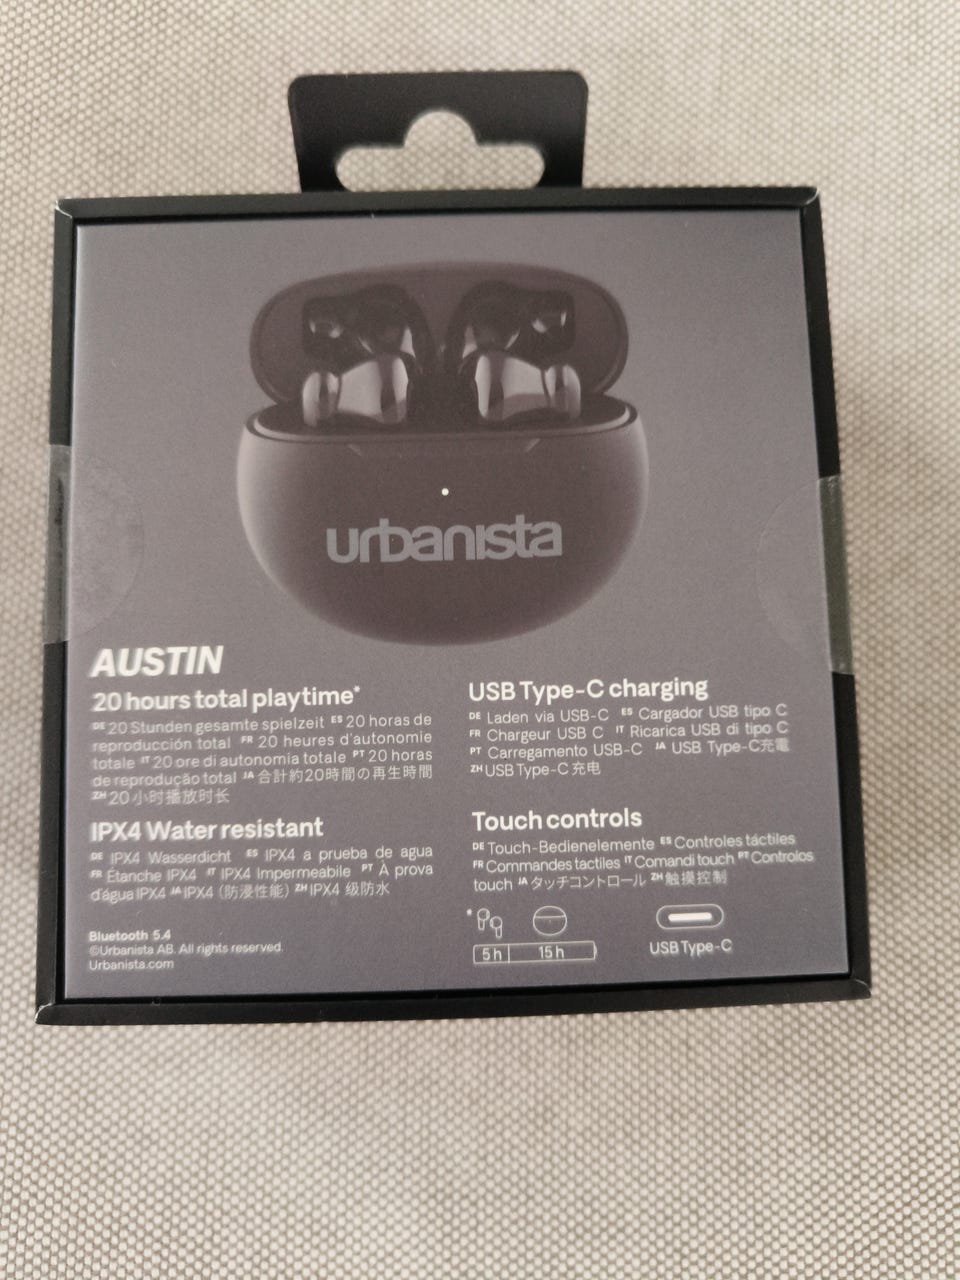 urbanista
AUSTIN
20 hours total playtime*
DE 20 Stunden gesamte spielzeit ES 20 horas de
reproducción total FR 20 heures d'autonomie
totale IT 20 ore di autonomia totale PT 20 horas
de reprodução total JA 合計約20時間の再生時間
ZH 20 小时播放时长
IPX4 Water resistant
DE IPX4 Wasserdicht ES IPX4 a prueba de agua
FR Étanche IPX4 IT IPX4 Impermeabile PT À prova
d'água IPX4 JA IPX4 (防浸性能) ZH IPX4 级防水
Bluetooth 5.4
©Urbanista AB. All rights reserved.
Urbanista.com
USB Type-C charging
DE Laden via USB-C ES Cargador USB tipo C
FR Chargeur USB C IT Ricarica USB di tipo C
PT Carregamento USB-C JA USB Type-C充電
ZH USB Type-C 充电
Touch controls
DE Touch-Bedienelemente ES Controles táctiles
FR Commandes tactiles IT Comandi touch PT Controlos
touch JA タッチコントロール ZH 触摸控制
*
5 h 15 h
USB Type-C